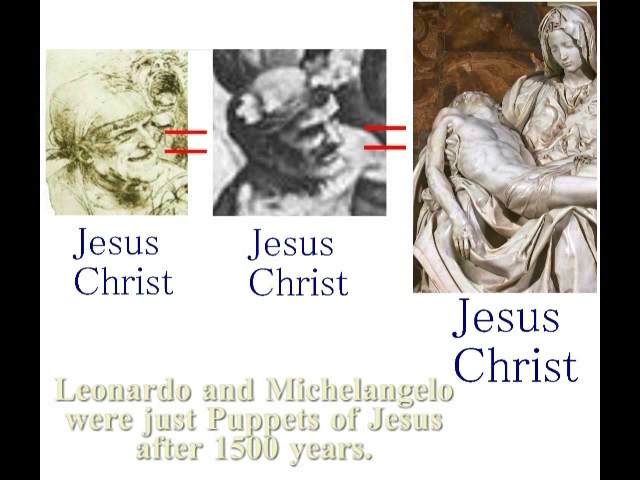 Jesus
Christ
Jesus
Christ
Jesus
Christ
Leonardo and Michelangelo
were just Puppets of Jesus
after 1500 years.